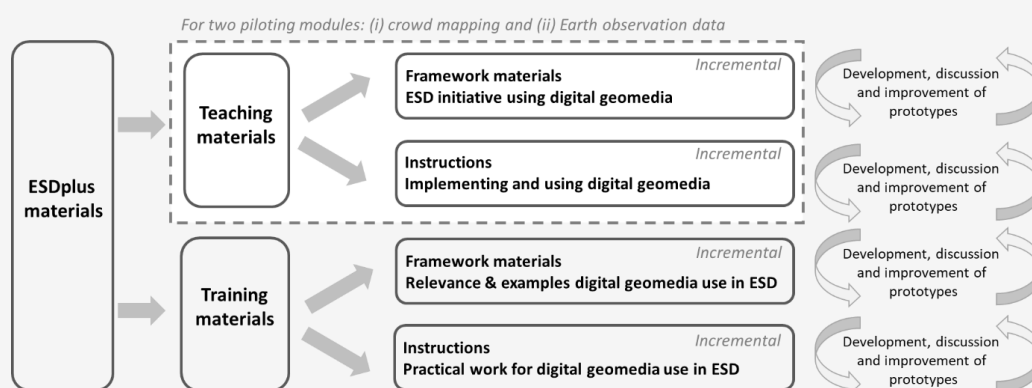 For two piloting modules: (i) crowd mapping and (ii) Earth observation data
ESDplus
materials
Teaching
materials
Incremental
Framework materials
ESD initiative using digital geomedia
Development, discussion
and improvement of
prototypes
Incremental
Instructions
Implementing and using digital geomedia
Development, discussion
and improvement of
prototypes
Training
materials
Incremental
Framework materials
Relevance & examples digital geomedia use in ESD
Development, discussion
and improvement of
prototypes
Incremental
Instructions
Practical work for digital geomedia use in ESD
Development, discussion
and improvement of
prototypes